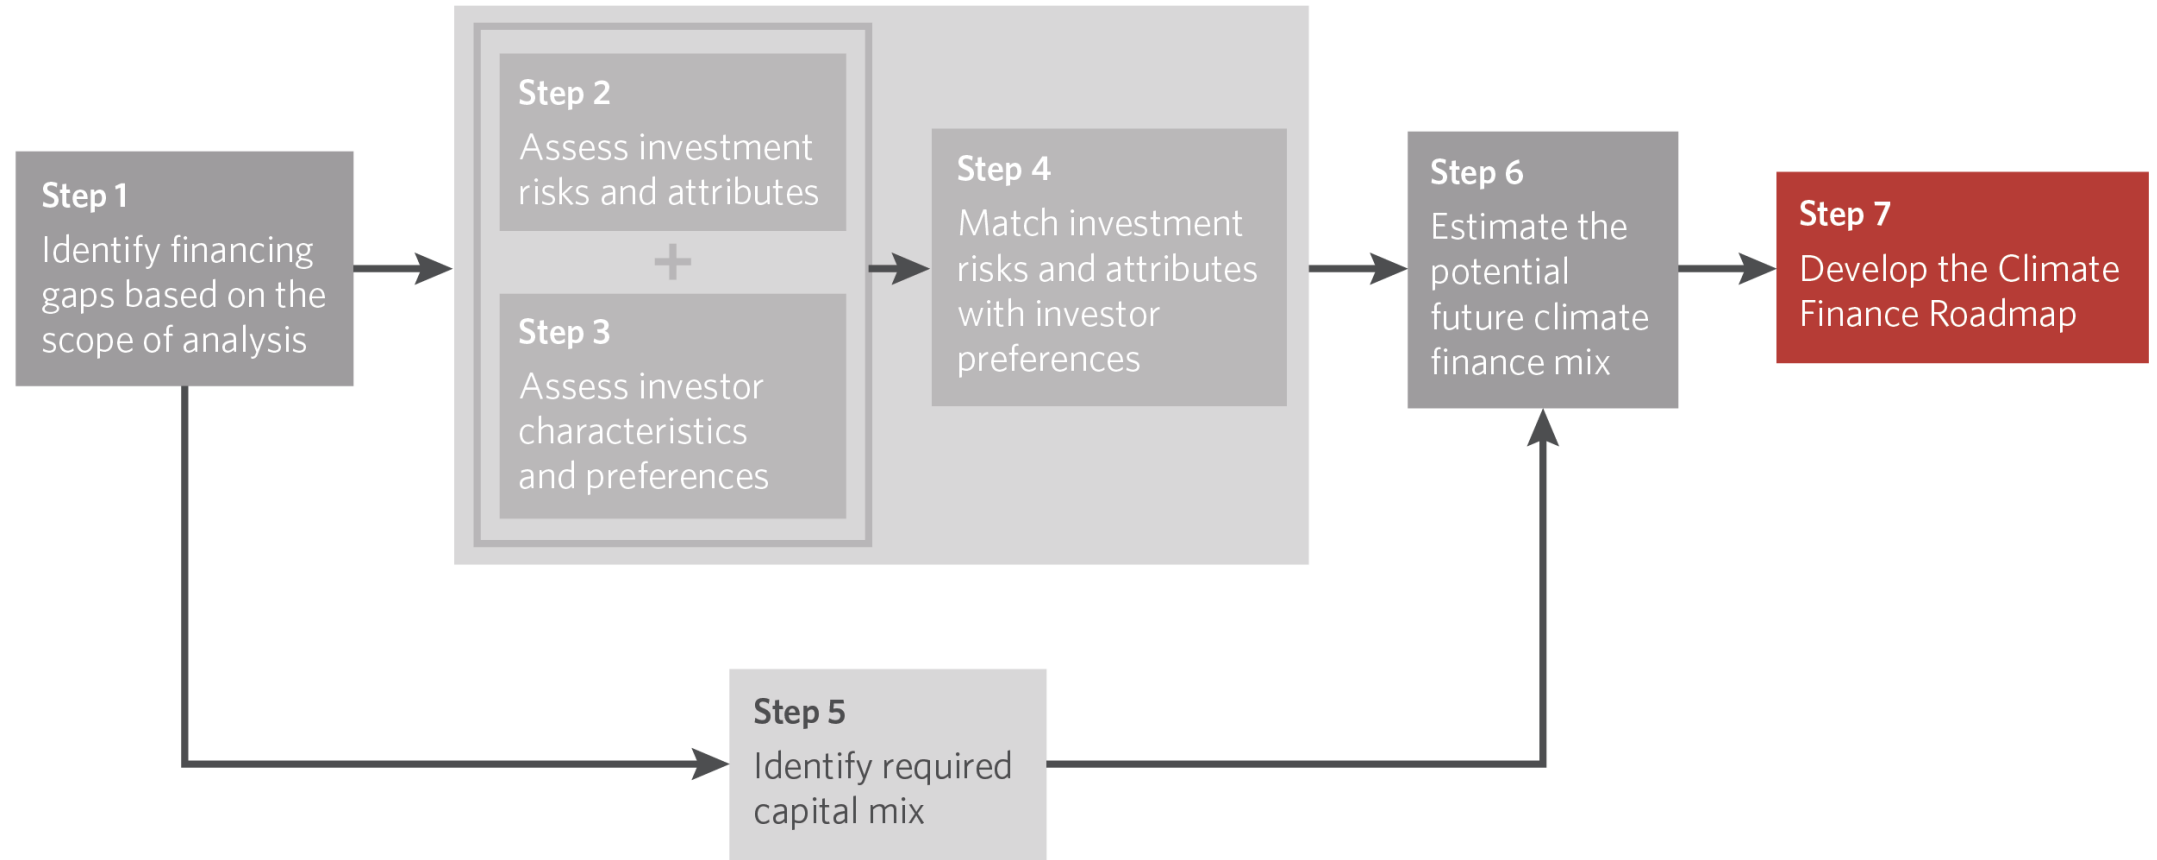 Step 1
Identify financing
gaps based on the
scope of analysis
Step 2
Assess investment
risks and attributes
+
Step 3
Assess investor
characteristics
and preferences
Step 4
Match investment
risks and attributes
with investor
preferences
Step 5
Identify required
capital mix
Step 6
Estimate the
potential
future climate
finance mix
Step 7
Develop the Climate
Finance Roadmap